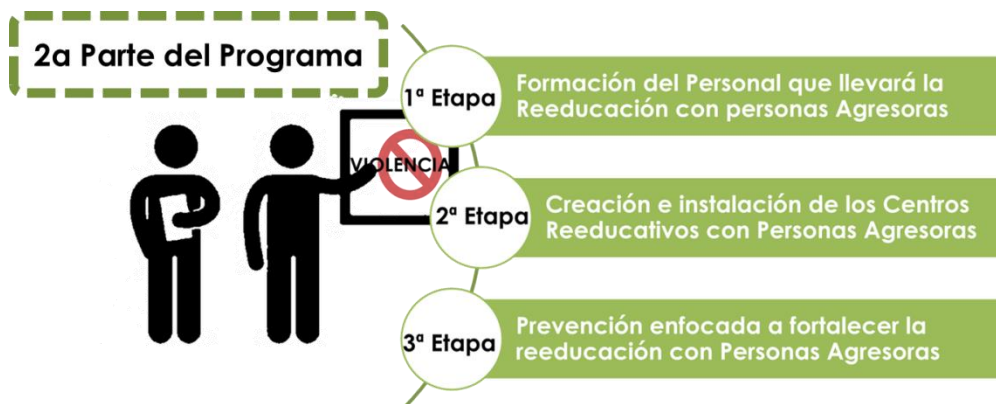 2a Parte del Programa
1ª Etapa
Formación del Personal que llevará la
Reeducación con personas Agresoras
VIOLENCIA
2ª Etapa
Creación e instalación de los Centros
Reeducativos con Personas Agresoras
3ª Etapa
Prevención enfocada a fortalecer la
reeducación con Personas Agresoras